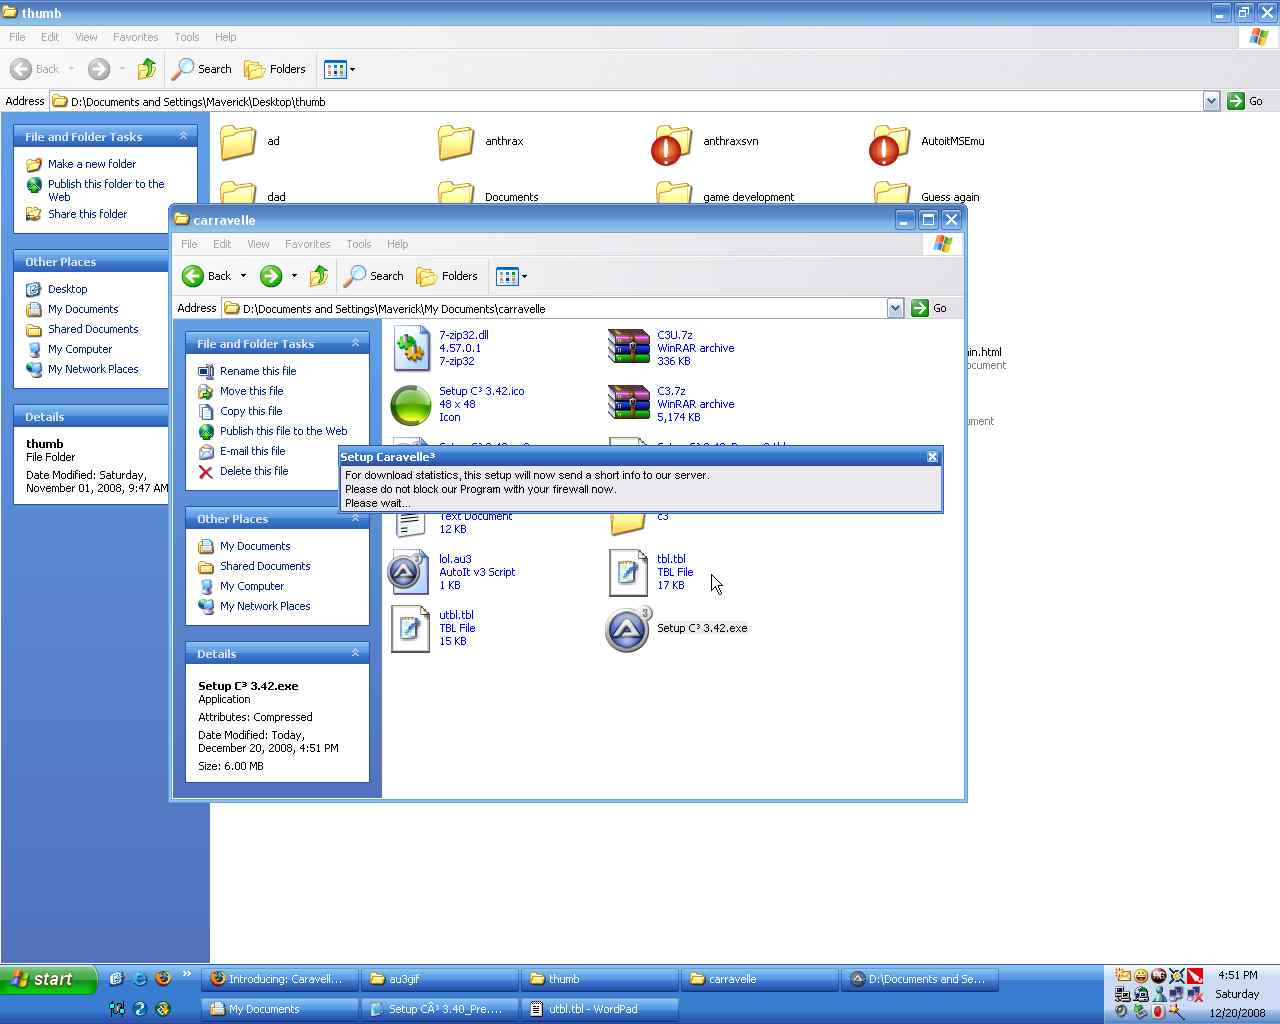 thumb
File Edit View Favorites Tools Help
Back Search Folders
Address D:\Documents and Settings\Maverick\Desktop\thumb Go
File and Folder Tasks
Make a new folder
Publish this folder to the
Web
Share this folder
Other Places
Desktop
My Documents
Shared Documents
My Computer
My Network Places
Details
thumb
File Folder
Date Modified: Saturday,
November 01, 2008, 9:47 AM
ad anthrax anthraxsvn AutoitMSEmu
dad Documents game development Guess again
in.html
ocument
ment
carravelle
File Edit View Favorites Tools Help
Back Search Folders
Address D:\Documents and Settings\Maverick\My Documents\carravelle Go
File and Folder Tasks
Rename this file
Move this file
Copy this file
Publish this file to the Web
E-mail this file
Delete this file
Other Places
My Documents
Shared Documents
My Computer
My Network Places
Details
Setup C³ 3.42.exe
Application
Attributes: Compressed
Date Modified: Today,
December 20, 2008, 4:51 PM
Size: 6.00 MB
7-zip32.dll
4.57.0.1
7-zip32
C3U.7z
WinRAR archive
336 KB
Setup C³ 3.42.ico
48 x 48
Icon
C3.7z
WinRAR archive
5,174 KB
Setup Caravelle³
For download statistics, this setup will now send a short info to our server.
Please do not block our Program with your firewall now.
Please wait...
Text Document
12 KB
c3
lol.au3
AutoIt v3 Script
1 KB
tbl.tbl
TBL File
17 KB
utbl.tbl
TBL File
15 KB
Setup C³ 3.42.exe
start
Introducing: Caravell... au3gif thumb carravelle D:\Documents and Se...
My Documents Setup CÂ³ 3.40_Pre.... utbl.tbl - WordPad
4:51 PM
Saturday
12/20/2008